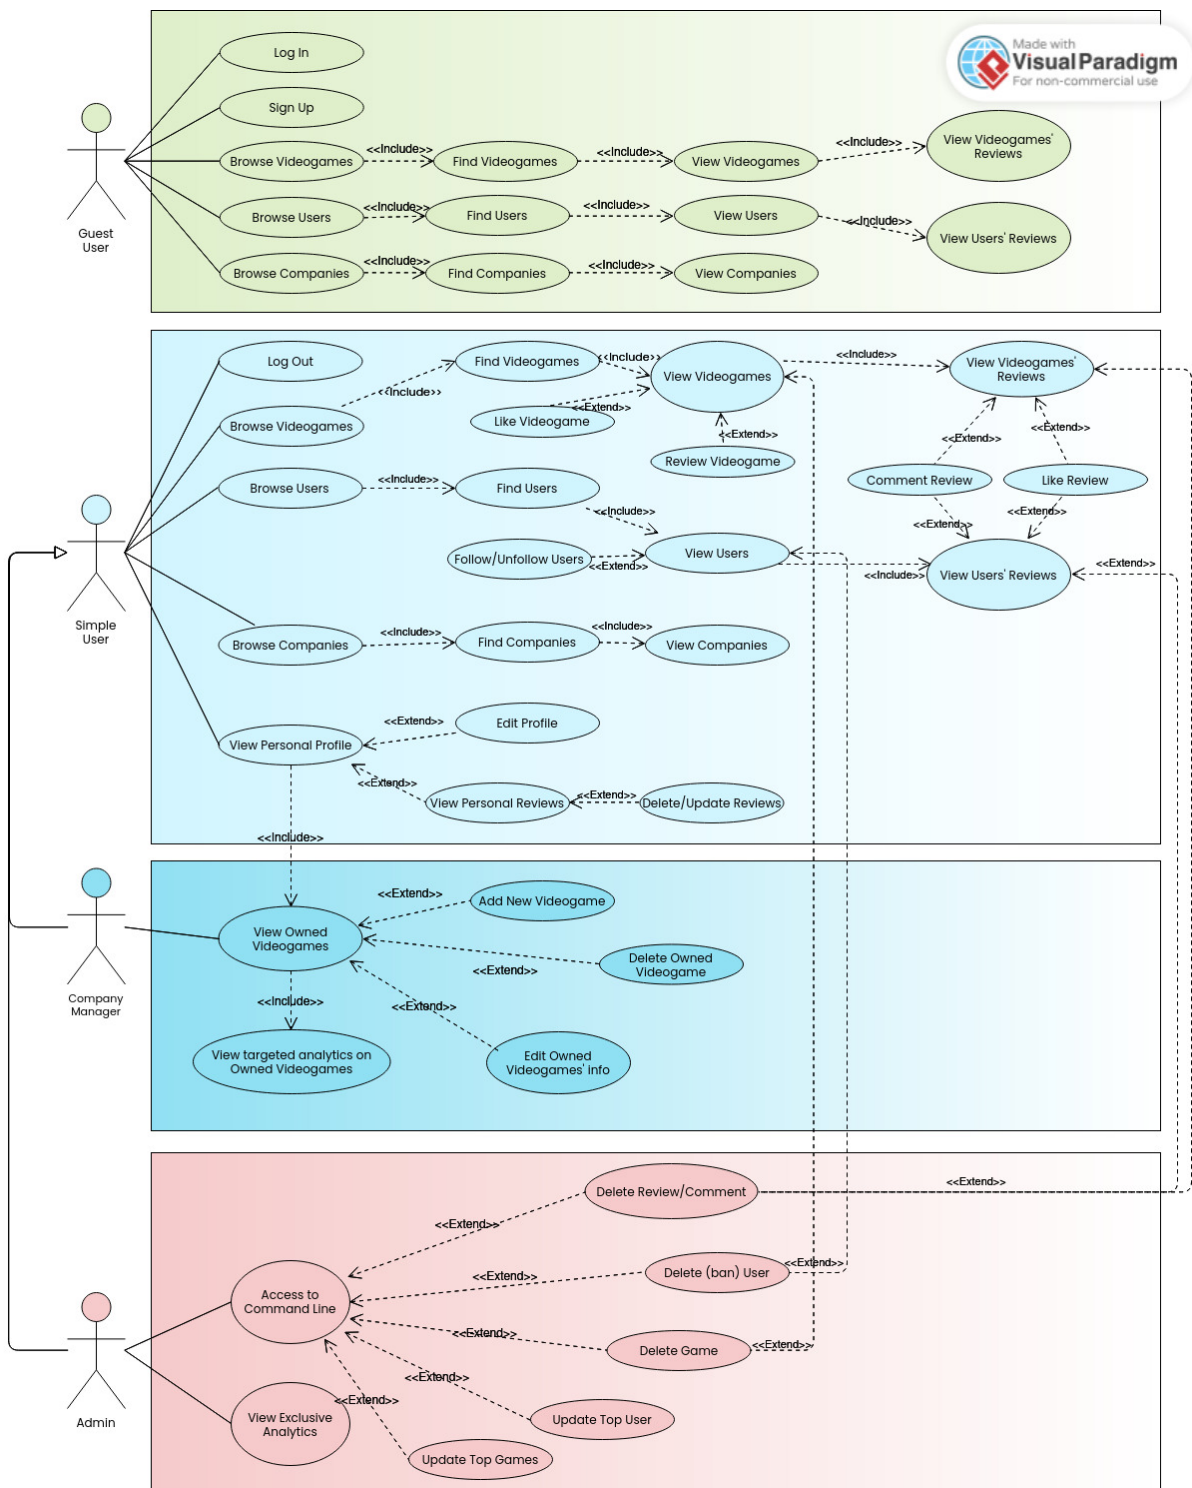 Made with
VisualParadigm
For non-commercial use
Log In
Sign Up
Browse Videogames
<<Include>>
Find Videogames
<<Include>>
View Videogames
<<Include>>
View Videogames'
Reviews
Browse Users
<<Include>>
Find Users
<<Include>>
View Users
<<Include>>
View Users' Reviews
Guest
User
Browse Companies
<<Include>>
Find Companies
<<Include>>
View Companies
Log Out
Find Videogames
<<Include>>
View Videogames
<<Include>>
View Videogames'
Reviews
<<Include>>
Browse Videogames
Like Videogame
<<Extend>>
<<Extend>>
Review Videogame
<<Extend>>
<<Extend>>
Browse Users
<<Include>>
Find Users
Comment Review
Like Review
<<Include>>
<<Extend>>
<<Extend>>
Follow/Unfollow Users
<<Extend>>
View Users
<<Include>>
View Users' Reviews
<<Extend>>
Simple
User
Browse Companies
<<Include>>
Find Companies
<<Include>>
View Companies
<<Extend>>
Edit Profile
View Personal Profile
<<Extend>>
View Personal Reviews
<<Extend>>
Delete/Update Reviews
<<Include>>
<<Extend>>
Add New Videogame
View Owned
Videogames
<<Extend>>
Delete Owned
Videogame
Company
Manager
<<Include>>
<<Extend>>
View targeted analytics on
Owned Videogames
Edit Owned
Videogames' info
Delete Review/Comment
<<Extend>>
<<Extend>>
<<Extend>>
Delete (ban) User
<<Extend>>
Access to
Command Line
<<Extend>>
Delete Game
<<Extend>>
<<Extend>>
Admin
View Exclusive
Analytics
<<Extend>>
Update Top User
Update Top Games